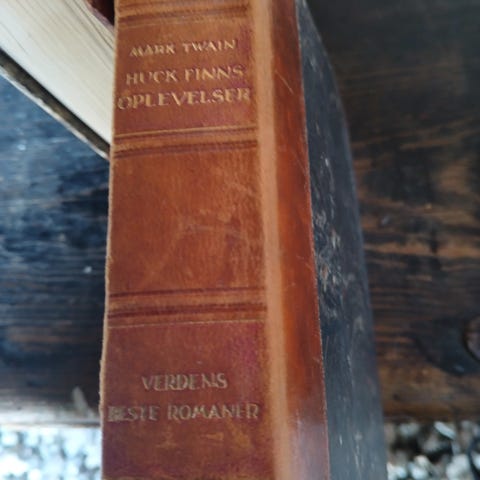 MARK TWAIN
HUCK FINNS
OPLEVELSER
VERDENS
BESTE ROMANER